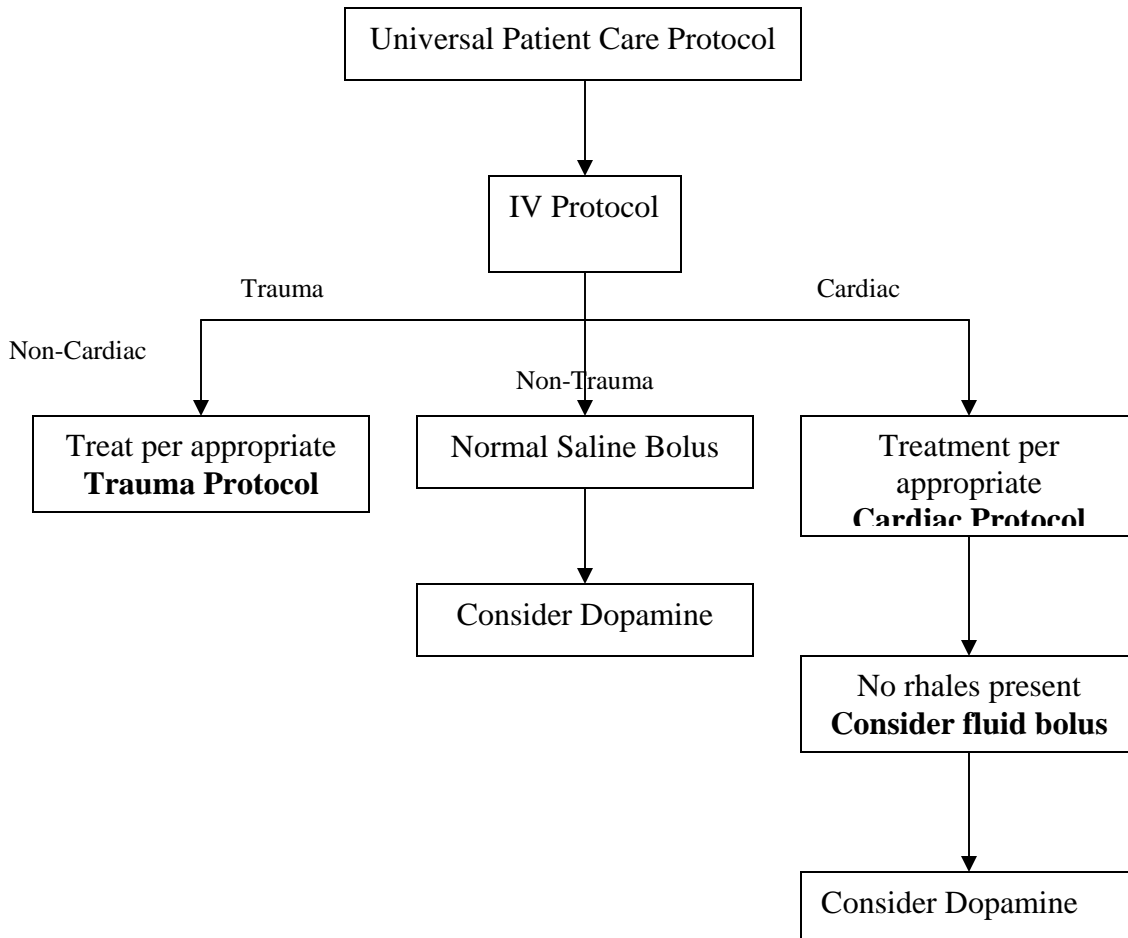 Universal Patient Care Protocol
IV Protocol
Trauma
Cardiac
Non-Cardiac
Non-Trauma
Treat per appropriate
Trauma Protocol
Normal Saline Bolus
Treatment per
appropriate
Cardiac Protocol
Consider Dopamine
No rhales present
Consider fluid bolus
Consider Dopamine